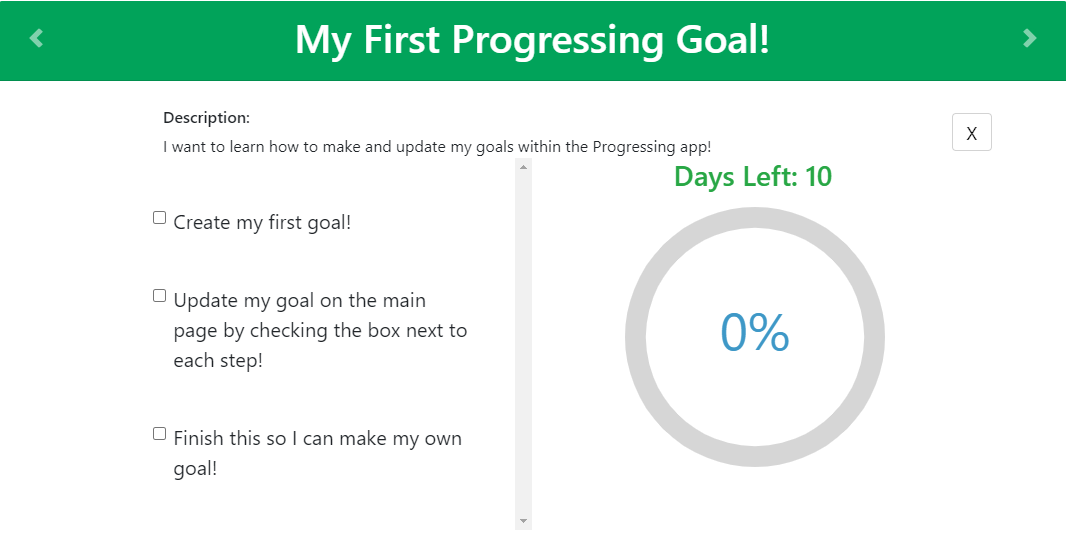 My First Progressing Goal!
Description:
X
I want to learn how to make and update my goals within the Progressing app!
Days Left: 10
Create my first goal!
Update my goal on the main
page by checking the box next to
each step!
0%
Finish this so I can make my own
goal!